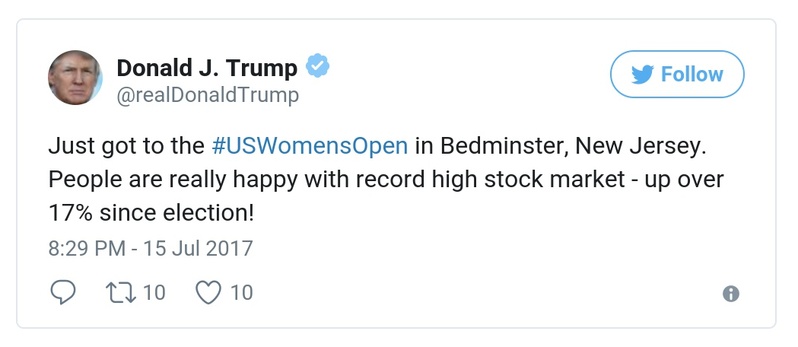 Donald J. Trump
Follow
@realDonaldTrump
Just got to the #USWomensOpen in Bedminster, New Jersey.
People are really happy with record high stock market - up over
17% since election!
8:29 PM - 15 Jul 2017
10 10